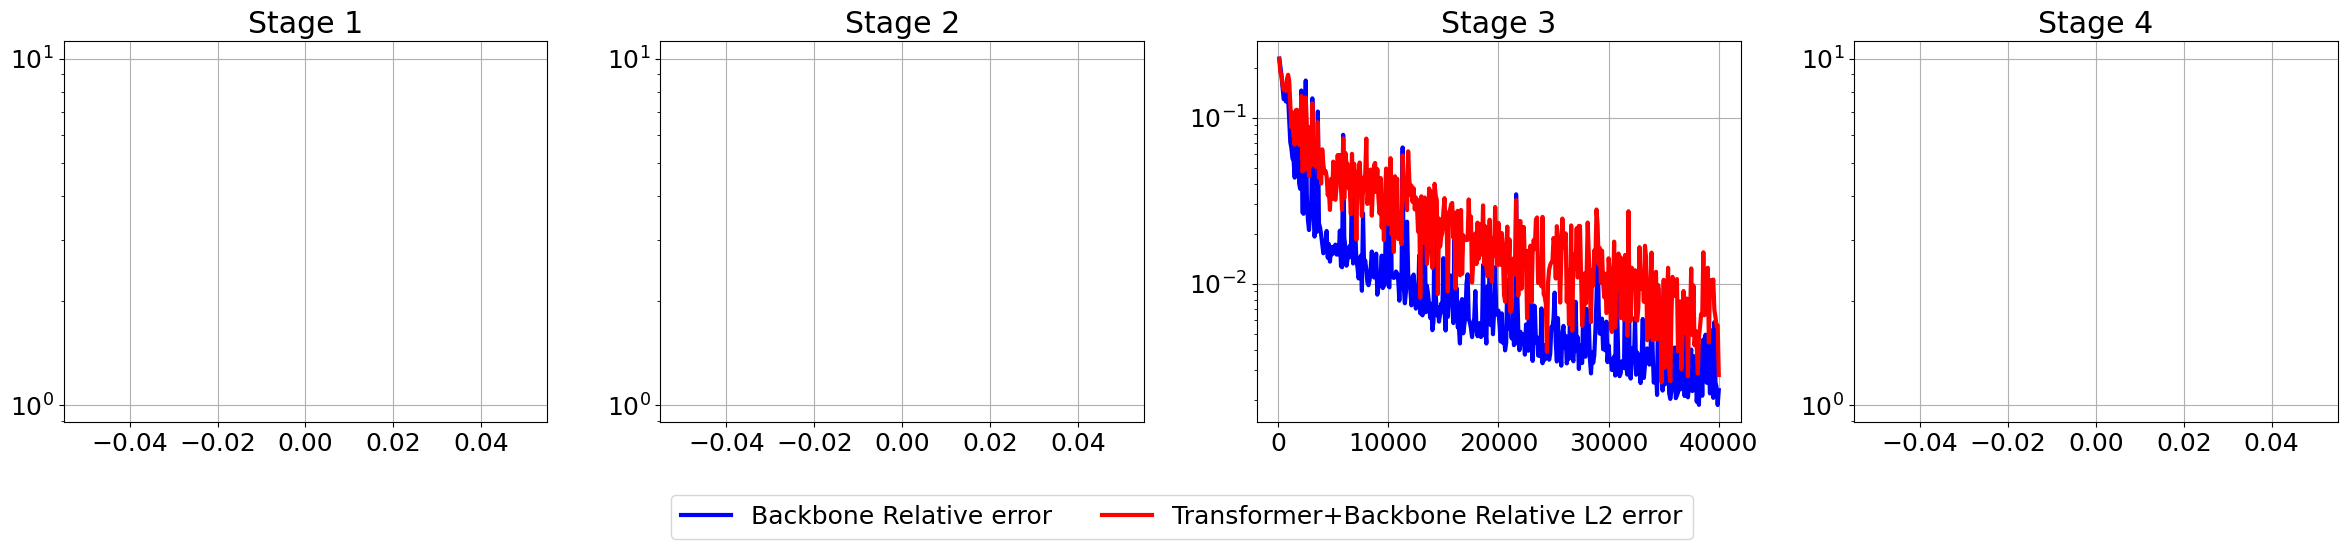 Stage 1
Stage 2
Stage 3
Stage 4
10^1
10^0
−0.04 −0.02 0.00 0.02 0.04
10^1
10^0
−0.04 −0.02 0.00 0.02 0.04
10^−1
10^−2
0 10000 20000 30000 40000
10^1
10^0
−0.04 −0.02 0.00 0.02 0.04
Backbone Relative error
Transformer+Backbone Relative L2 error